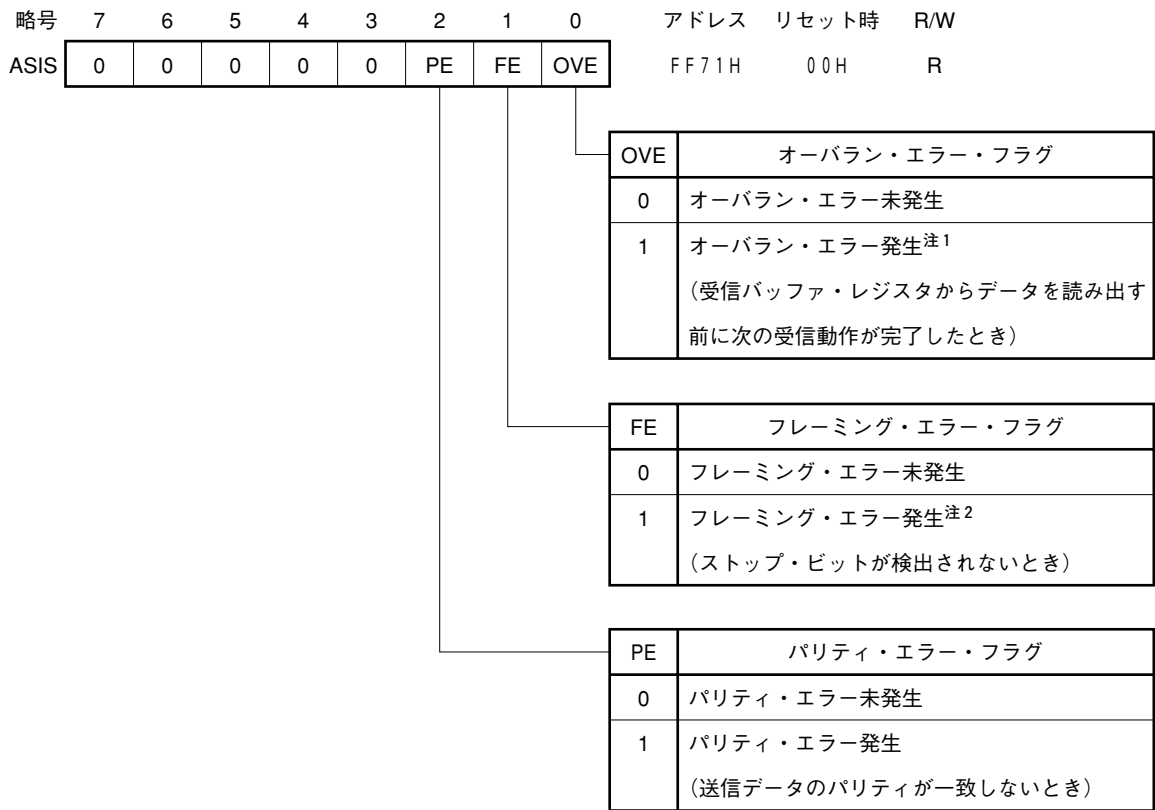 略号 7 6 5 4 3 2 1 0 アドレス リセット時 R/W
ASIS 0 0 0 0 0 PE FE OVE FF71H 00H R
OVE オーバラン・エラー・フラグ
0 オーバラン・エラー未発生
1 オーバラン・エラー発生注1
(受信バッファ・レジスタからデータを読み出す
前に次の受信動作が完了したとき)
FE フレーミング・エラー・フラグ
0 フレーミング・エラー未発生
1 フレーミング・エラー発生注2
(ストップ・ビットが検出されないとき)
PE パリティ・エラー・フラグ
0 パリティ・エラー未発生
1 パリティ・エラー発生
(送信データのパリティが一致しないとき)